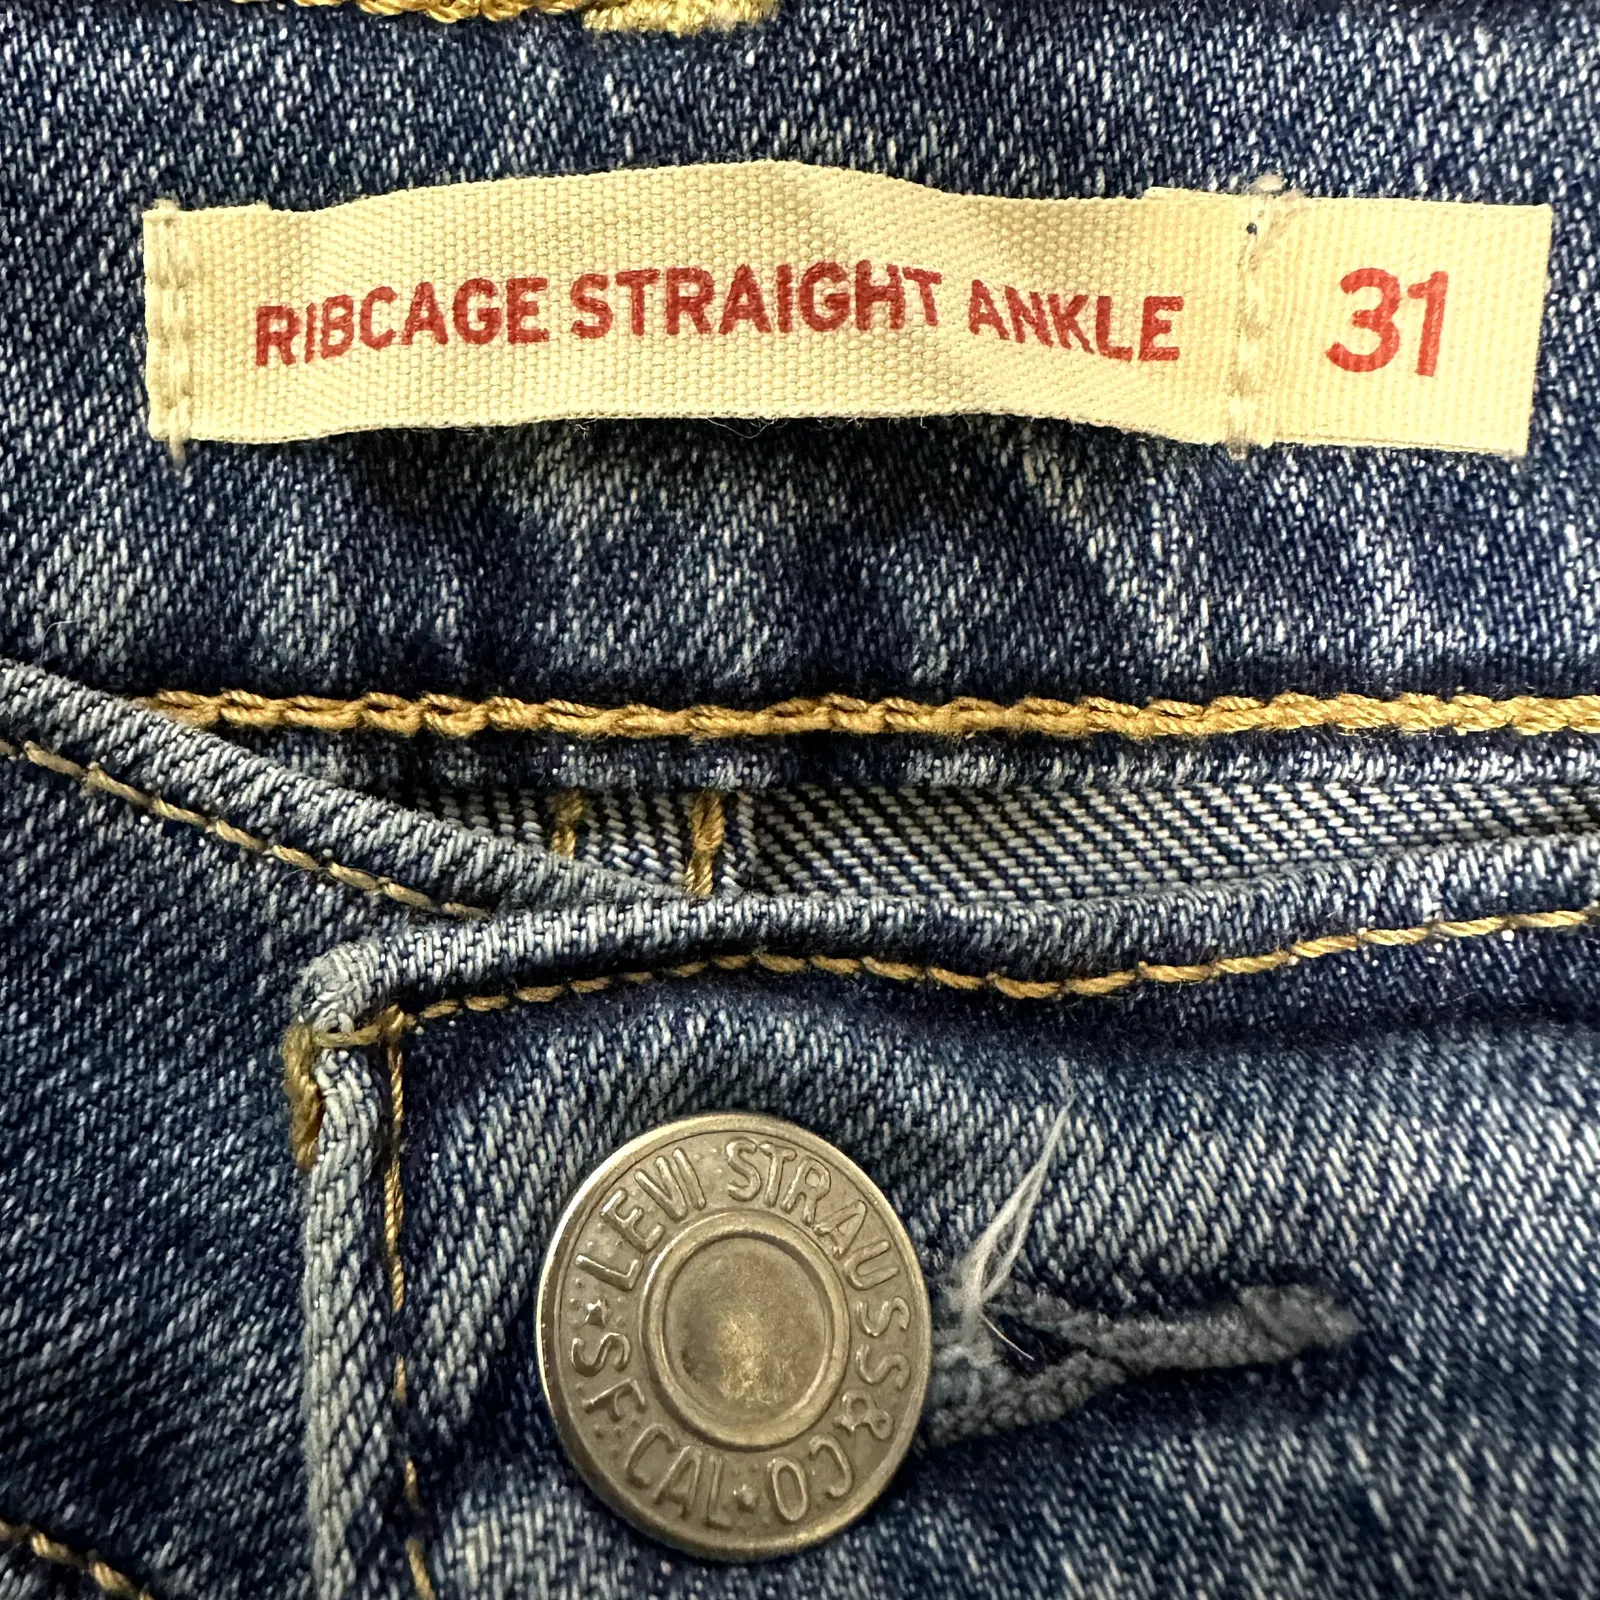 RIBCAGE STRAIGHT ANKLE 31
LEVI STRAUSS & CO · S.F. CAL ·